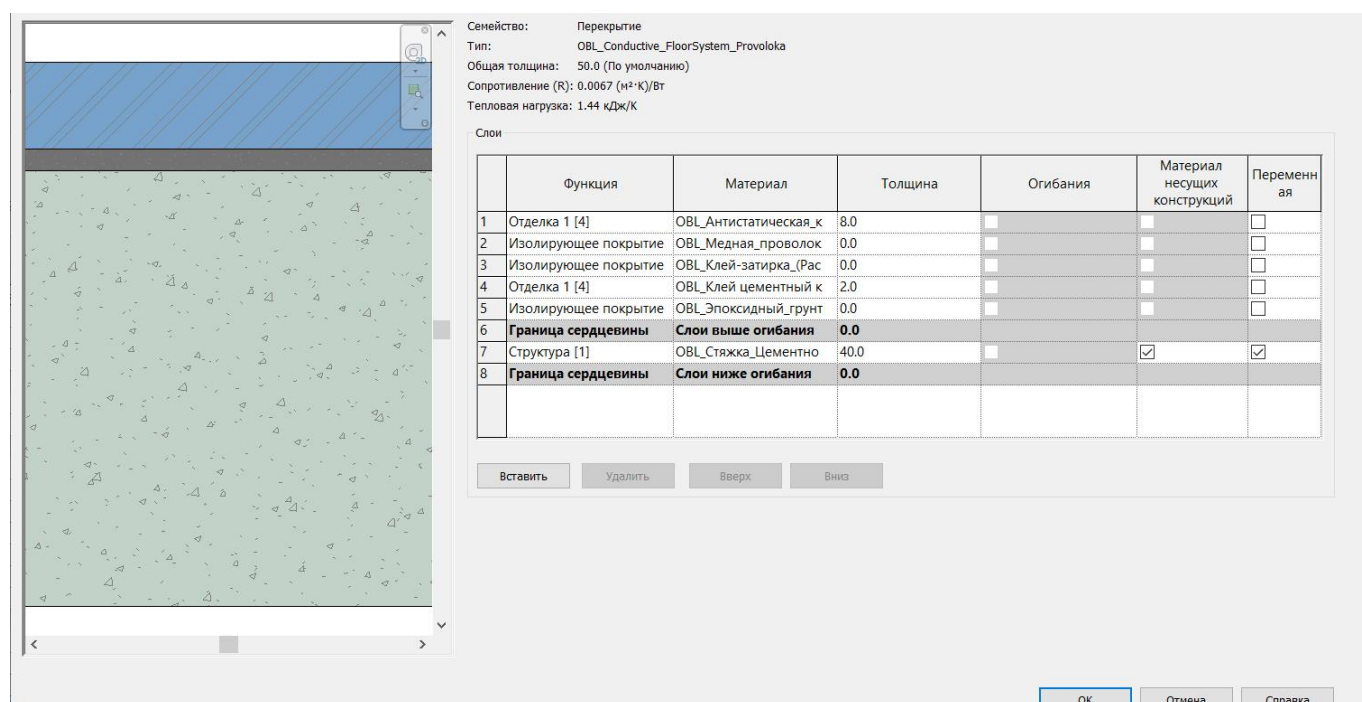 Семейство: Перекрытие
Тип: OBL_Conductive_FloorSystem_Provoloka
Общая толщина: 50.0 (По умолчанию)
Сопротивление (R): 0.0067 (м²·K)/Вт
Тепловая нагрузка: 1.44 кДж/K
Слои
Функция Материал Толщина Огибания Материал несущих конструкций Переменн ая
1 Отделка 1 [4] OBL_Антистатическая_к 8.0
2 Изолирующее покрытие OBL_Медная_проволок 0.0
3 Изолирующее покрытие OBL_Клей-затирка_(Рас 0.0
4 Отделка 1 [4] OBL_Клей цементный к 2.0
5 Изолирующее покрытие OBL_Эпоксидный_грунт 0.0
6 Граница сердцевины Слои выше огибания 0.0
7 Структура [1] OBL_Стяжка_Цементно 40.0
8 Граница сердцевины Слои ниже огибания 0.0
Вставить Удалить Вверх Вниз
OK Отмена Справка